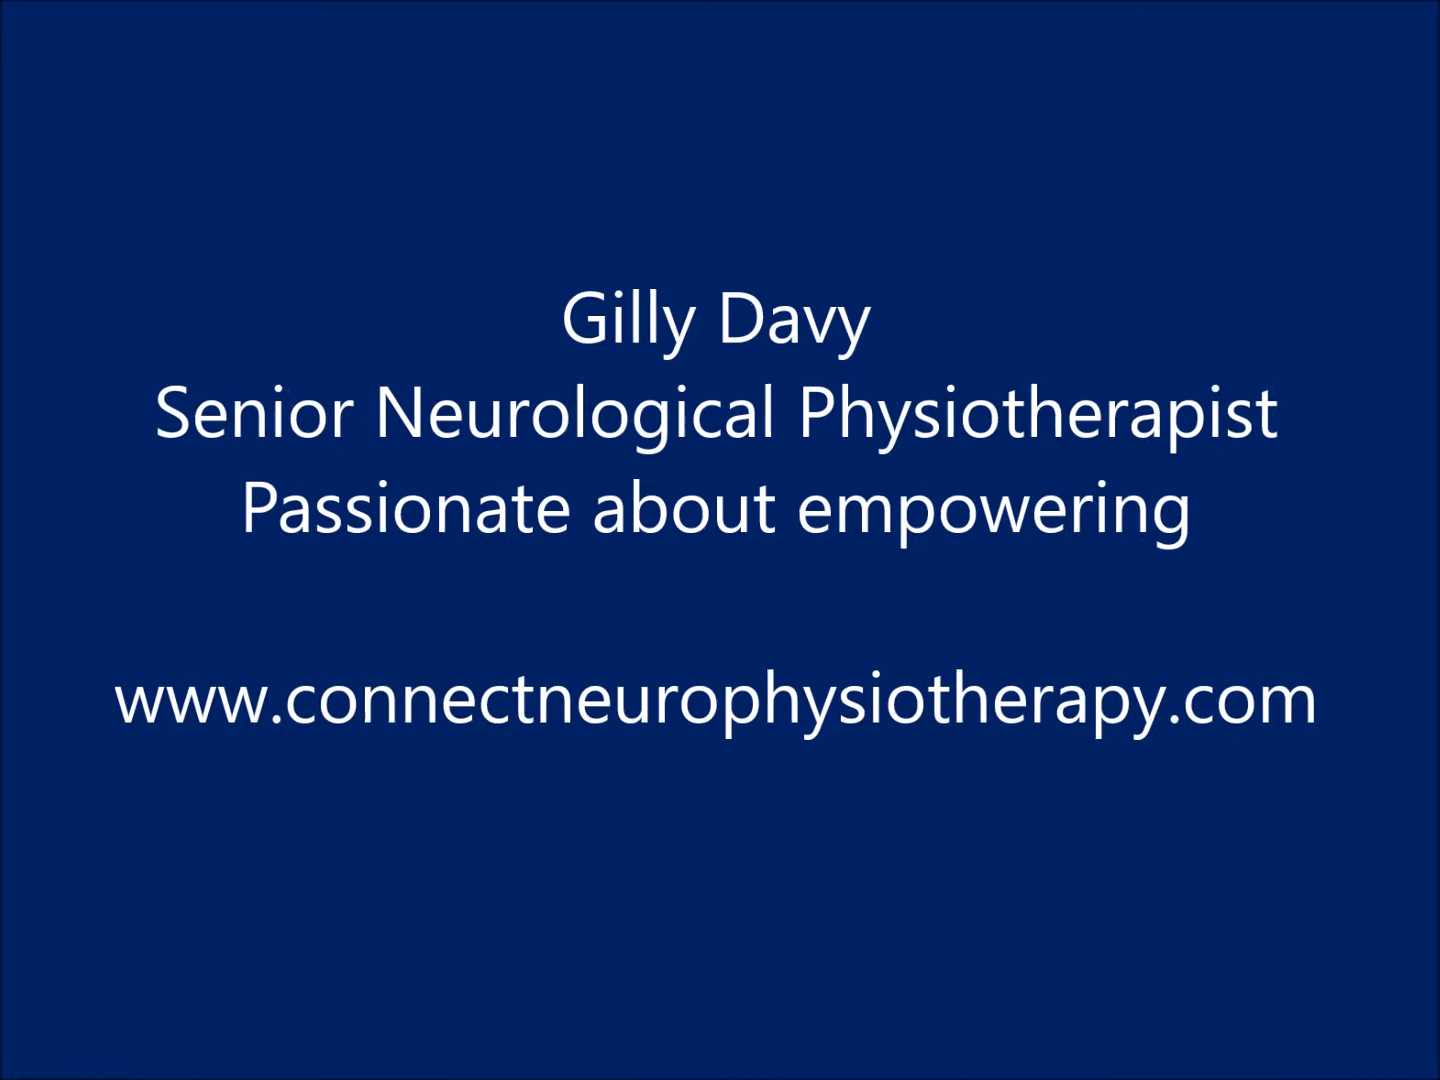 Gilly Davy
Senior Neurological Physiotherapist
Passionate about empowering
www.connectneurophysiotherapy.com